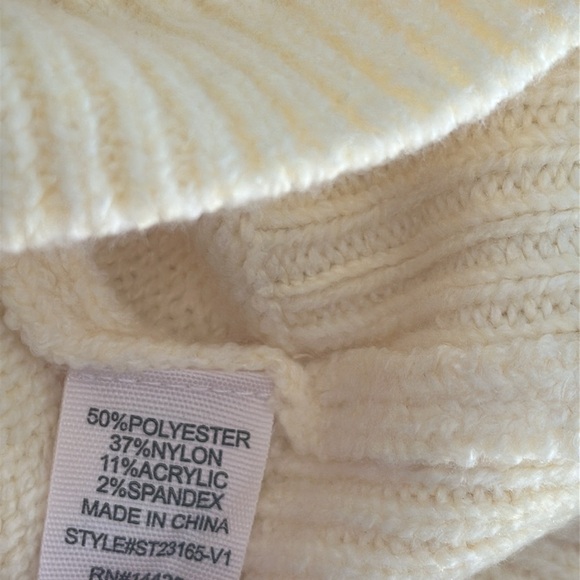 50%POLYESTER
37%NYLON
11%ACRYLIC
2%SPANDEX
MADE IN CHINA
STYLE#ST23165-V1